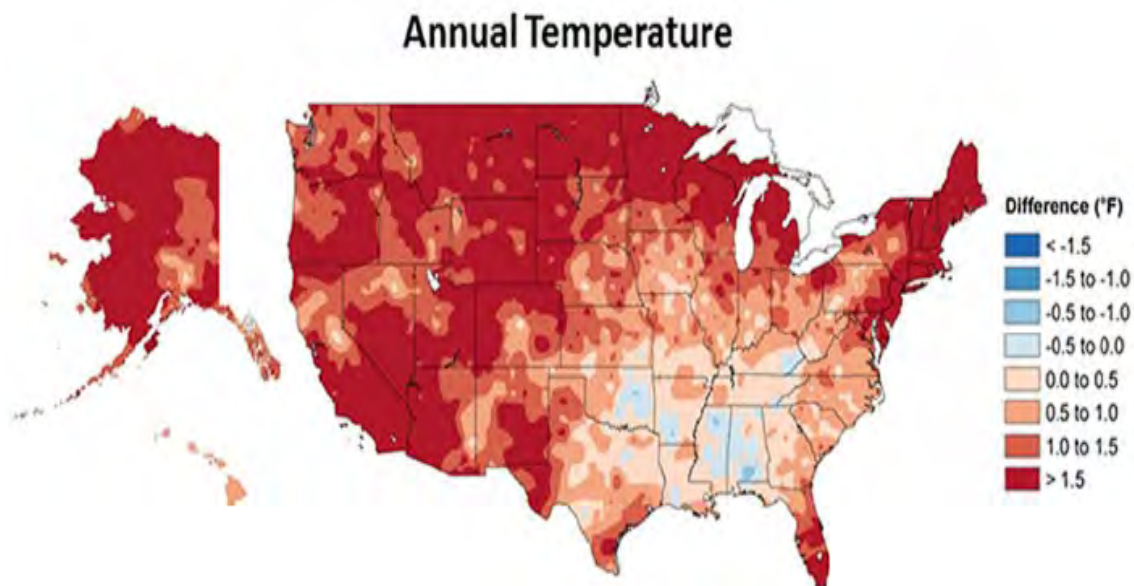 Annual Temperature
Difference (°F)
< -1.5
-1.5 to -1.0
-0.5 to -1.0
-0.5 to 0.0
0.0 to 0.5
0.5 to 1.0
1.0 to 1.5
> 1.5